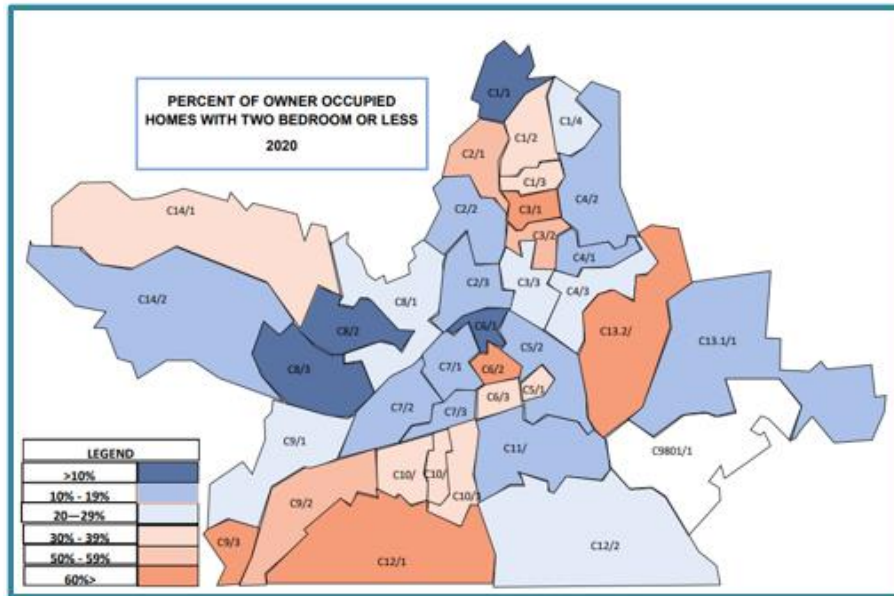 PERCENT OF OWNER OCCUPIED
HOMES WITH TWO BEDROOM OR LESS
2020
C1/1
C1/4
C1/2
C2/1
C1/3
C4/2
C14/1
C3/1
C2/2
C3/2
C4/1
C2/3
C3/3
C4/3
C14/2
C8/1
C8/2
C6/1
C13.2/
C13.1/1
C5/2
C8/3
C7/1
C6/2
C5/1
C6/3
C7/2
C7/3
C9/1
C11/
C9801/1
C10/
C10/
C10/3
C9/2
C9/3
C12/1
C12/2
LEGEND
>10%
10% - 19%
20—29%
30% - 39%
50% - 59%
60%>